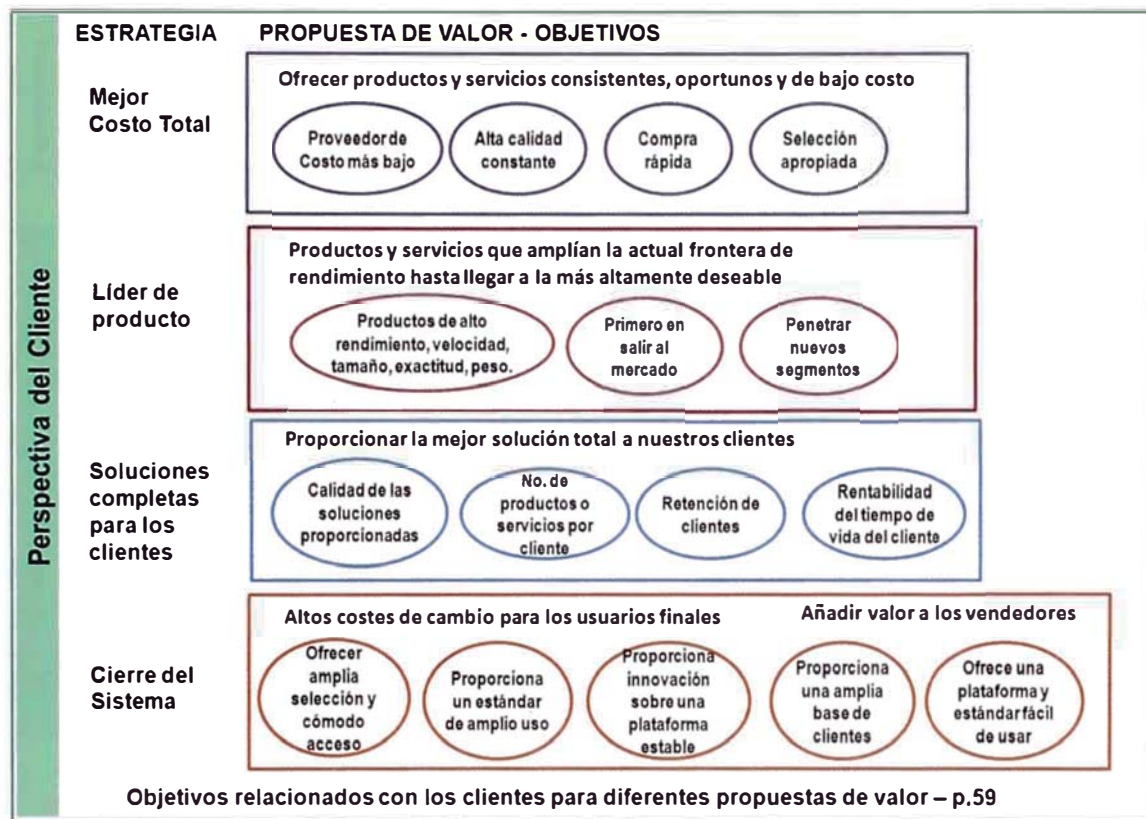 Perspectiva del Cliente
ESTRATEGIA
PROPUESTA DE VALOR - OBJETIVOS
Mejor
Costo Total
Ofrecer productos y servicios consistentes, oportunos y de bajo costo
Proveedor de
Costo más bajo
Alta calidad
constante
Compra
rápida
Selección
apropiada
Líder de
producto
Productos y servicios que amplían la actual frontera de
rendimiento hasta llegar a la más altamente deseable
Productos de alto
rendimiento, velocidad,
tamaño, exactitud, peso.
Primero en
salir al
mercado
Penetrar
nuevos
segmentos
Soluciones
completas
para los
clientes
Proporcionar la mejor solución total a nuestros clientes
Calidad de las
soluciones
proporcionadas
No. de
productos o
servicios por
cliente
Retención de
clientes
Rentabilidad
del tiempo de
vida del cliente
Cierre del
Sistema
Altos costes de cambio para los usuarios finales
Añadir valor a los vendedores
Ofrecer
amplia
selección y
cómodo
acceso
Proporciona
un estándar
de amplio uso
Proporciona
innovación
sobre una
plataforma
estable
Proporciona
una amplia
base de
clientes
Ofrece una
plataforma y
estándar fácil
de usar
Objetivos relacionados con los clientes para diferentes propuestas de valor – p.59